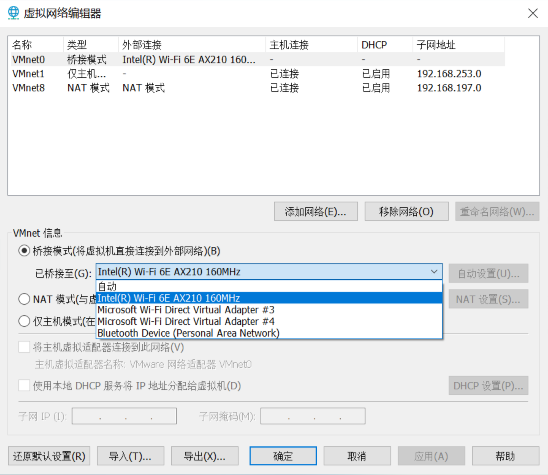 虚拟网络编辑器
名称 类型 外部连接 主机连接 DHCP 子网地址
VMnet0 桥接模式 Intel(R) Wi-Fi 6E AX210 160... - - -
VMnet1 仅主机... - 已连接 已启用 192.168.253.0
VMnet8 NAT 模式 NAT 模式 已连接 已启用 192.168.197.0
添加网络(E)... 移除网络(O) 重命名网络(W)...
VMnet 信息
桥接模式(将虚拟机直接连接到外部网络)(B)
已桥接至(G): Intel(R) Wi-Fi 6E AX210 160MHz 自动设置(U)...
自动
NAT 模式(与虚 Intel(R) Wi-Fi 6E AX210 160MHz NAT 设置(S)...
Microsoft Wi-Fi Direct Virtual Adapter #3
仅主机模式(在 Microsoft Wi-Fi Direct Virtual Adapter #4
Bluetooth Device (Personal Area Network)
将主机虚拟适配器连接到此网络(V)
主机虚拟适配器名称: VMware 网络适配器 VMnet0
使用本地 DHCP 服务将 IP 地址分配给虚拟机(D) DHCP 设置(P)...
子网 IP (I): . . . 子网掩码(M): . . .
还原默认设置(R) 导入(T)... 导出(X)... 确定 取消 应用(A) 帮助